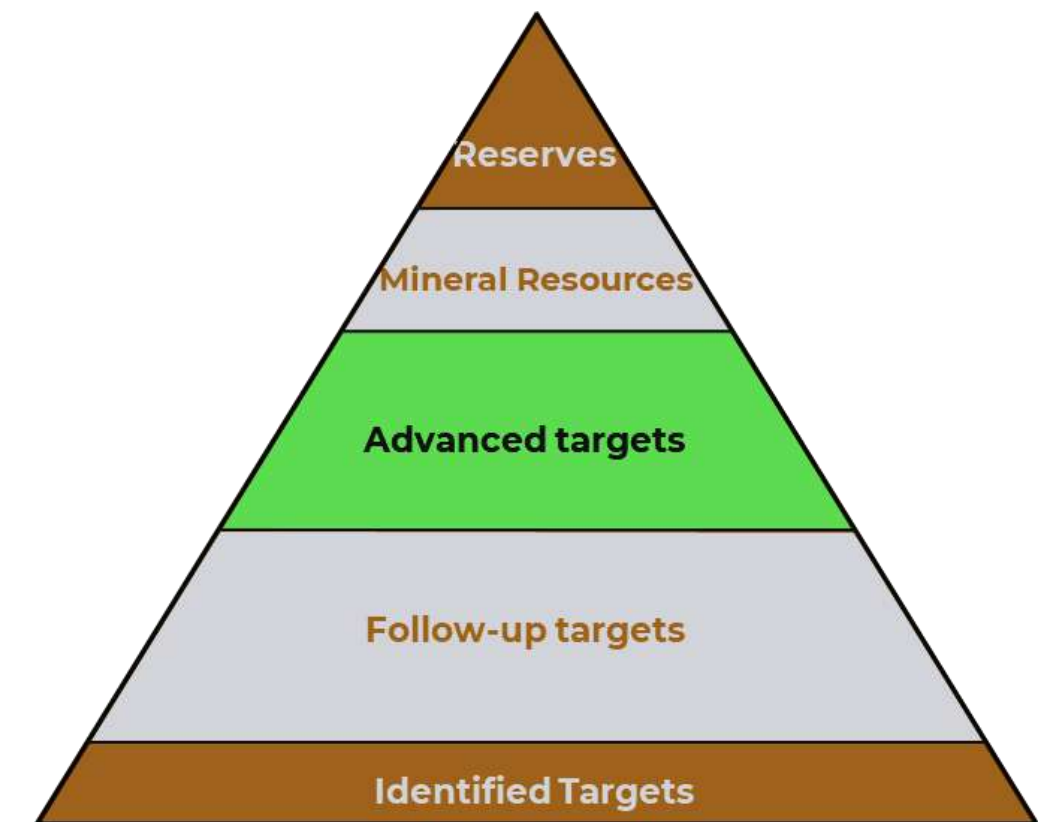 Reserves
Mineral Resources
Advanced targets
Follow-up targets
Identified Targets